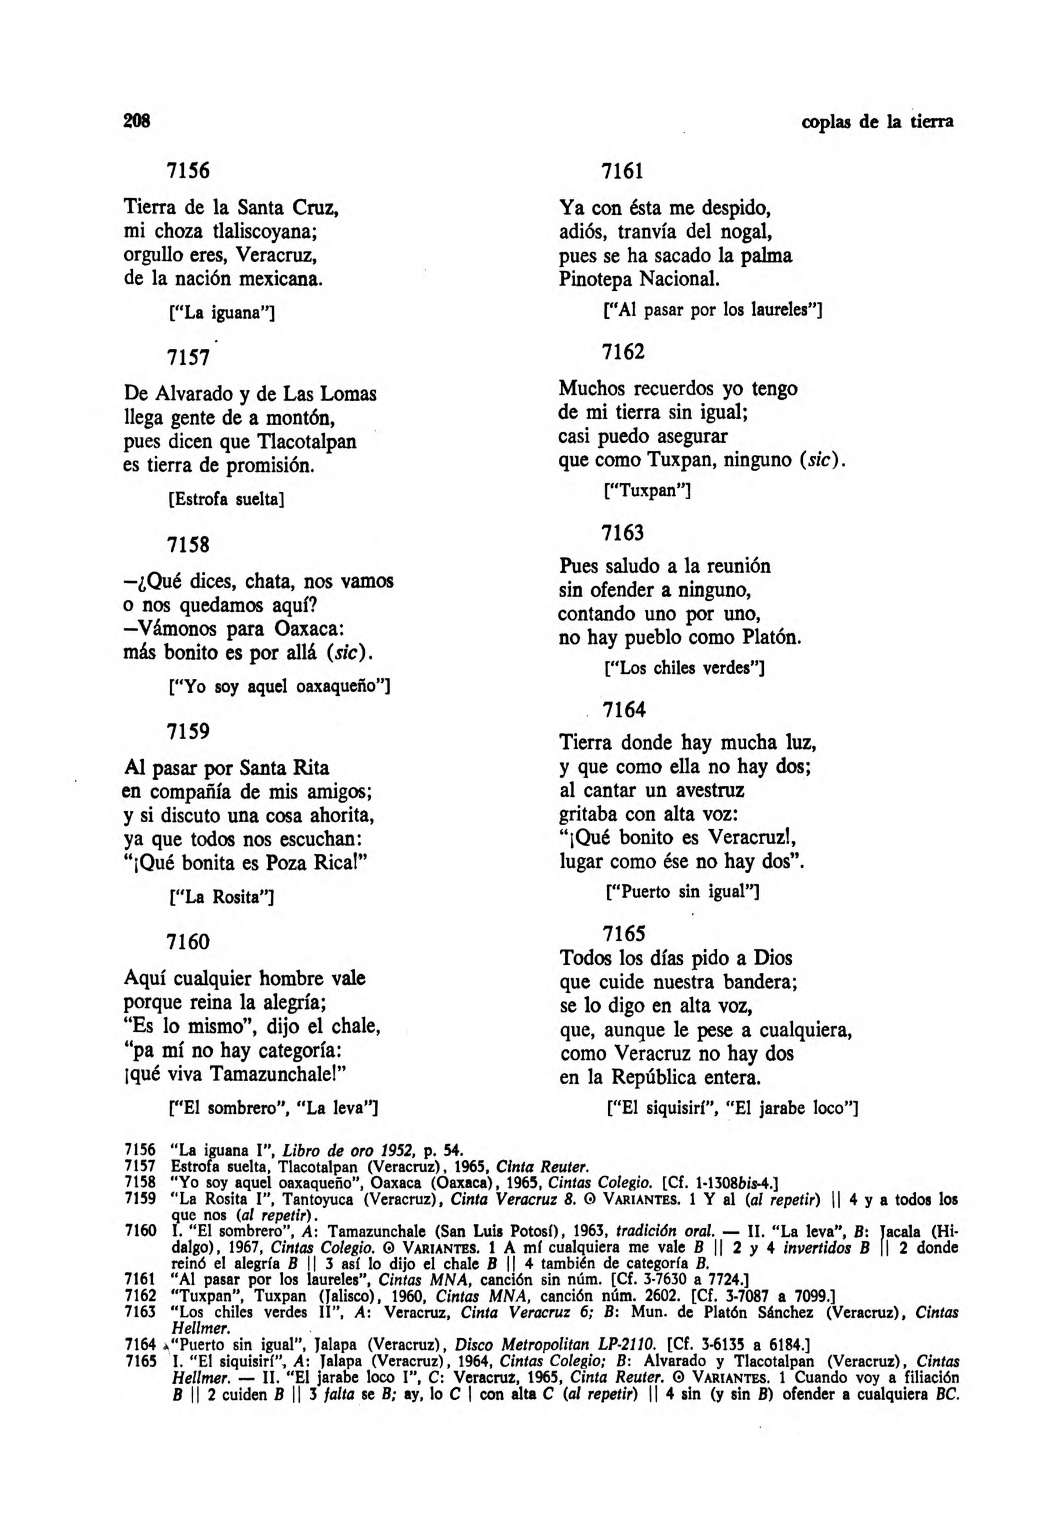 208
coplas de la tierra
7156
Tierra de la Santa Cruz,
mi choza tlaliscoyana;
orgullo eres, Veracruz,
de la nación mexicana.
["La iguana"]
7157
De Alvarado y de Las Lomas
llega gente de a montón,
pues dicen que Tlacotalpan
es tierra de promisión.
[Estrofa suelta]
7158
—¿Qué dices, chata, nos vamos
o nos quedamos aquí?
—Vámonos para Oaxaca:
más bonito es por allá (sic).
["Yo soy aquel oaxaqueño"]
7159
Al pasar por Santa Rita
en compañía de mis amigos;
y si discuto una cosa ahorita,
ya que todos nos escuchan:
"¡Qué bonita es Poza Rica!"
["La Rosita"]
7160
Aquí cualquier hombre vale
porque reina la alegría;
"Es lo mismo", dijo el chale,
"pa mí no hay categoría:
¡qué viva Tamazunchale!"
["El sombrero", "La leva"]
7161
Ya con ésta me despido,
adiós, tranvía del nogal,
pues se ha sacado la palma
Pinotepa Nacional.
["Al pasar por los laureles"]
7162
Muchos recuerdos yo tengo
de mi tierra sin igual;
casi puedo asegurar
que como Tuxpan, ninguno (sic).
["Tuxpan"]
7163
Pues saludo a la reunión
sin ofender a ninguno,
contando uno por uno,
no hay pueblo como Platón.
["Los chiles verdes"]
7164
Tierra donde hay mucha luz,
y que como ella no hay dos;
al cantar un avestruz
gritaba con alta voz:
"¡Qué bonito es Veracruz!,
lugar como ése no hay dos".
["Puerto sin igual"]
7165
Todos los días pido a Dios
que cuide nuestra bandera;
se lo digo en alta voz,
que, aunque le pese a cualquiera,
como Veracruz no hay dos
en la República entera.
["El siquisirí", "El jarabe loco"]
7156 "La iguana I", Libro de oro 1952, p. 54.
7157 Estrofa suelta, Tlacotalpan (Veracruz), 1965, Cinta Reuter.
7158 "Yo soy aquel oaxaqueño", Oaxaca (Oaxaca), 1965, Cintas Colegio. [Cf. 1-1308bis-4.]
7159 "La Rosita I", Tantoyuca (Veracruz), Cinta Veracruz 8. ⊙ VARIANTES. 1 Y al (al repetir) || 4 y a todos los
que nos (al repetir).
7160 I. "El sombrero", A: Tamazunchale (San Luis Potosí), 1963, tradición oral. — II. "La leva", B: Jacala (Hi-
dalgo), 1967, Cintas Colegio. ⊙ VARIANTES. 1 A mí cualquiera me vale B || 2 y 4 invertidos B || 2 donde
reinó el alegría B || 3 así lo dijo el chale B || 4 también de categoría B.
7161 "Al pasar por los laureles", Cintas MNA, canción sin núm. [Cf. 3-7630 a 7724.]
7162 "Tuxpan", Tuxpan (Jalisco), 1960, Cintas MNA, canción núm. 2602. [Cf. 3-7087 a 7099.]
7163 "Los chiles verdes II", A: Veracruz, Cinta Veracruz 6; B: Mun. de Platón Sánchez (Veracruz), Cintas
Hellmer.
7164 "Puerto sin igual", Jalapa (Veracruz), Disco Metropolitan LP-2110. [Cf. 3-6135 a 6184.]
7165 I. "El siquisirí", A: Jalapa (Veracruz), 1964, Cintas Colegio; B: Alvarado y Tlacotalpan (Veracruz), Cintas
Hellmer. — II. "El jarabe loco I", C: Veracruz, 1965, Cinta Reuter. ⊙ VARIANTES. 1 Cuando voy a filiación
B || 2 cuiden B || 3 falta se B; ay, lo C | con alta C (al repetir) || 4 sin (y sin B) ofender a cualquiera BC.